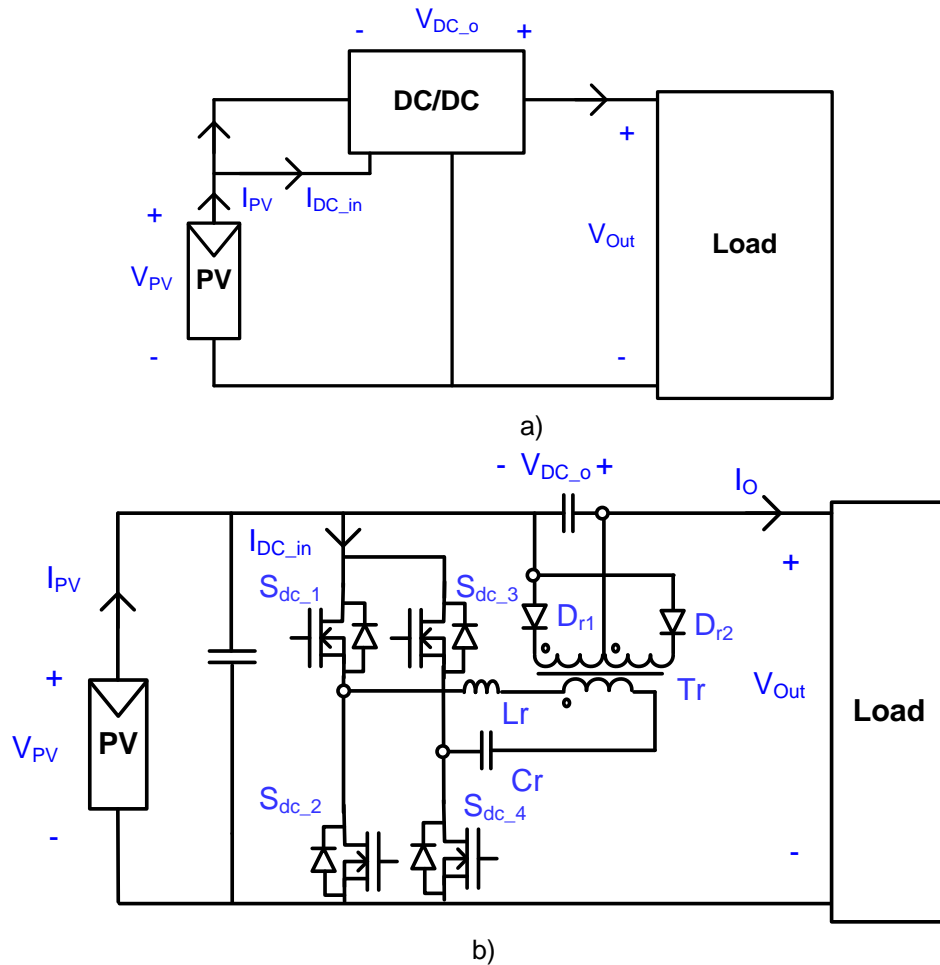 - V_DC_o +
DC/DC
+
I_PV I_DC_in
+
V_PV PV
V_Out
Load
-
-
a)
- V_DC_o +
I_O
I_DC_in
I_PV
S_dc_1
S_dc_3
D_r1
D_r2
+
+
Lr
Tr
V_Out
Load
V_PV PV
Cr
S_dc_2
S_dc_4
-
-
b)